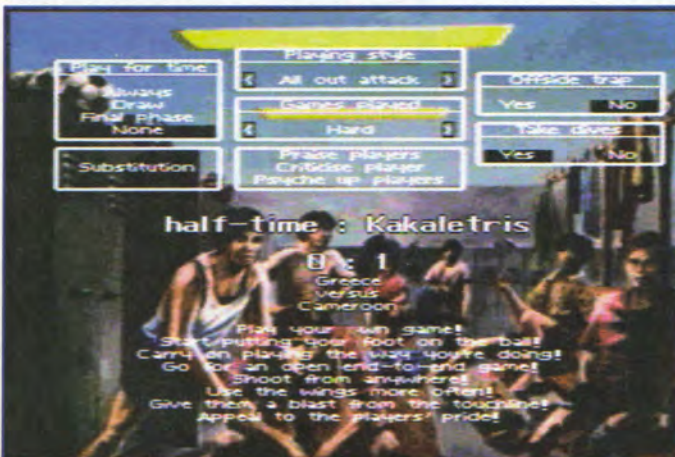 Playing style
< All out attack >
Play for time
Always
Draw
Final phase
None
Games played
< Hard >
Offside trap
Yes No
Take dives
Yes No
Substitution
Praise players
Criticise player
Psyche up players
half-time : Kakaletris
0 : 1
Greece
versus
Cameroon
Play your own game!
Start putting your foot on the ball!
Carry on playing the way you're doing!
Go for an open end-to-end game!
Shoot from anywhere!
Use the wings more often!
Give them a blast from the touchline!
Appeal to the players' pride!